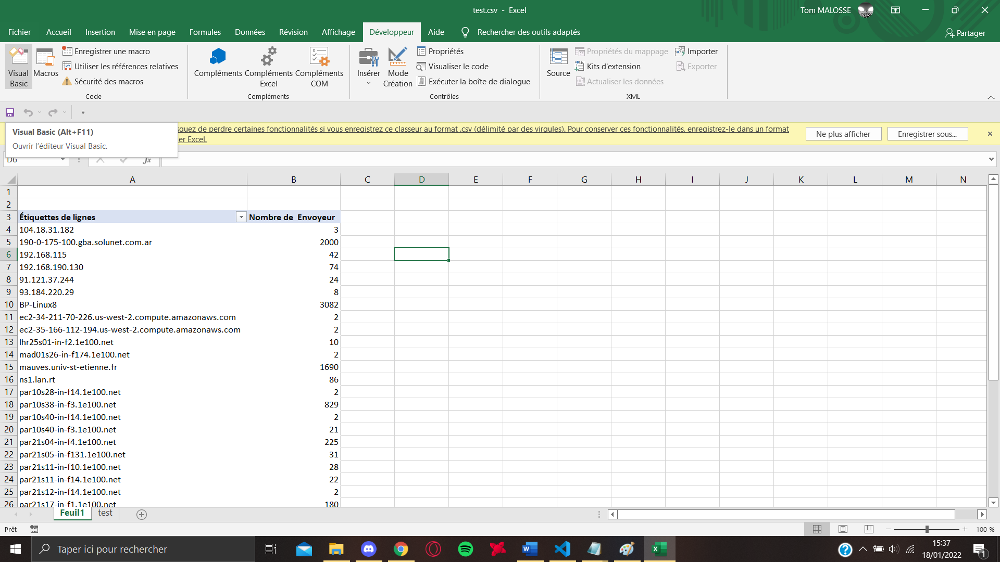 test.csv - Excel
Tom MALOSSE
Fichier Accueil Insertion Mise en page Formules Données Révision Affichage Développeur Aide Rechercher des outils adaptés
Partager
Visual Basic
Macros
Enregistrer une macro
Utiliser les références relatives
Sécurité des macros
Code
Compléments
Compléments Excel
Compléments COM
Compléments
Insérer
Mode Création
Propriétés
Visualiser le code
Exécuter la boîte de dialogue
Contrôles
Source
Propriétés du mappage
Kits d'extension
Actualiser les données
Importer
Exporter
XML
Visual Basic (Alt+F11)
Ouvrir l'éditeur Visual Basic.
squez de perdre certaines fonctionnalités si vous enregistrez ce classeur au format .csv (délimité par des virgules). Pour conserver ces fonctionnalités, enregistrez-le dans un format
er Excel.
Ne plus afficher
Enregistrer sous...
D6
fx
A B C D E F G H I J K L M N
1
2
3 Étiquettes de lignes Nombre de Envoyeur
4 104.18.31.182 3
5 190-0-175-100.gba.solunet.com.ar 2000
6 192.168.115 42
7 192.168.190.130 74
8 91.121.37.244 24
9 93.184.220.29 8
10 BP-Linux8 3082
11 ec2-34-211-70-226.us-west-2.compute.amazonaws.com 2
12 ec2-35-166-112-194.us-west-2.compute.amazonaws.com 2
13 lhr25s01-in-f2.1e100.net 10
14 mad01s26-in-f174.1e100.net 2
15 mauves.univ-st-etienne.fr 1690
16 ns1.lan.rt 86
17 par10s28-in-f14.1e100.net 2
18 par10s38-in-f3.1e100.net 829
19 par10s40-in-f14.1e100.net 2
20 par10s40-in-f3.1e100.net 21
21 par21s04-in-f4.1e100.net 225
22 par21s05-in-f131.1e100.net 31
23 par21s11-in-f10.1e100.net 28
24 par21s11-in-f14.1e100.net 22
25 par21s12-in-f14.1e100.net 2
26 par21s17-in-f1.1e100.net 180
Feuil1 test
Prêt
100 %
Taper ici pour rechercher
15:37
18/01/2022
1